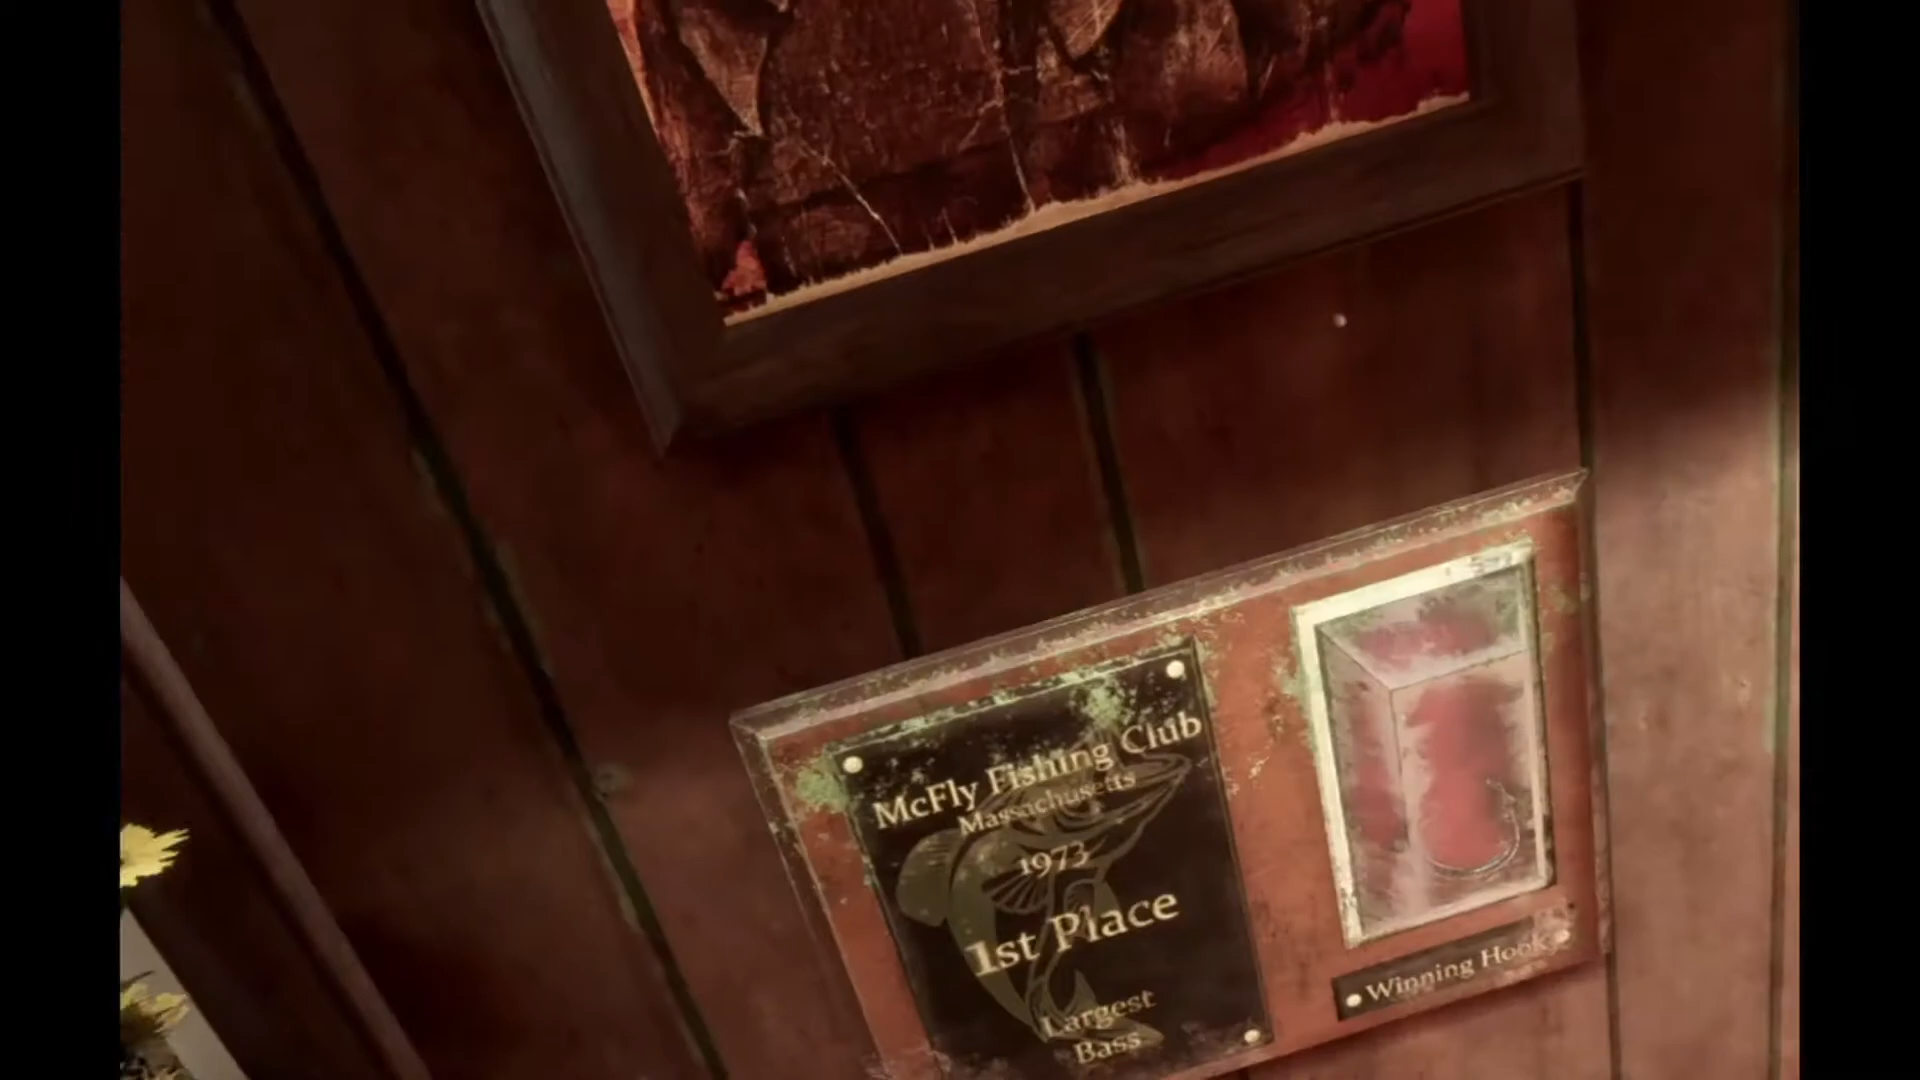 McFly Fishing Club
Massachusetts
1973
1st Place
Largest
Bass
Winning Hook